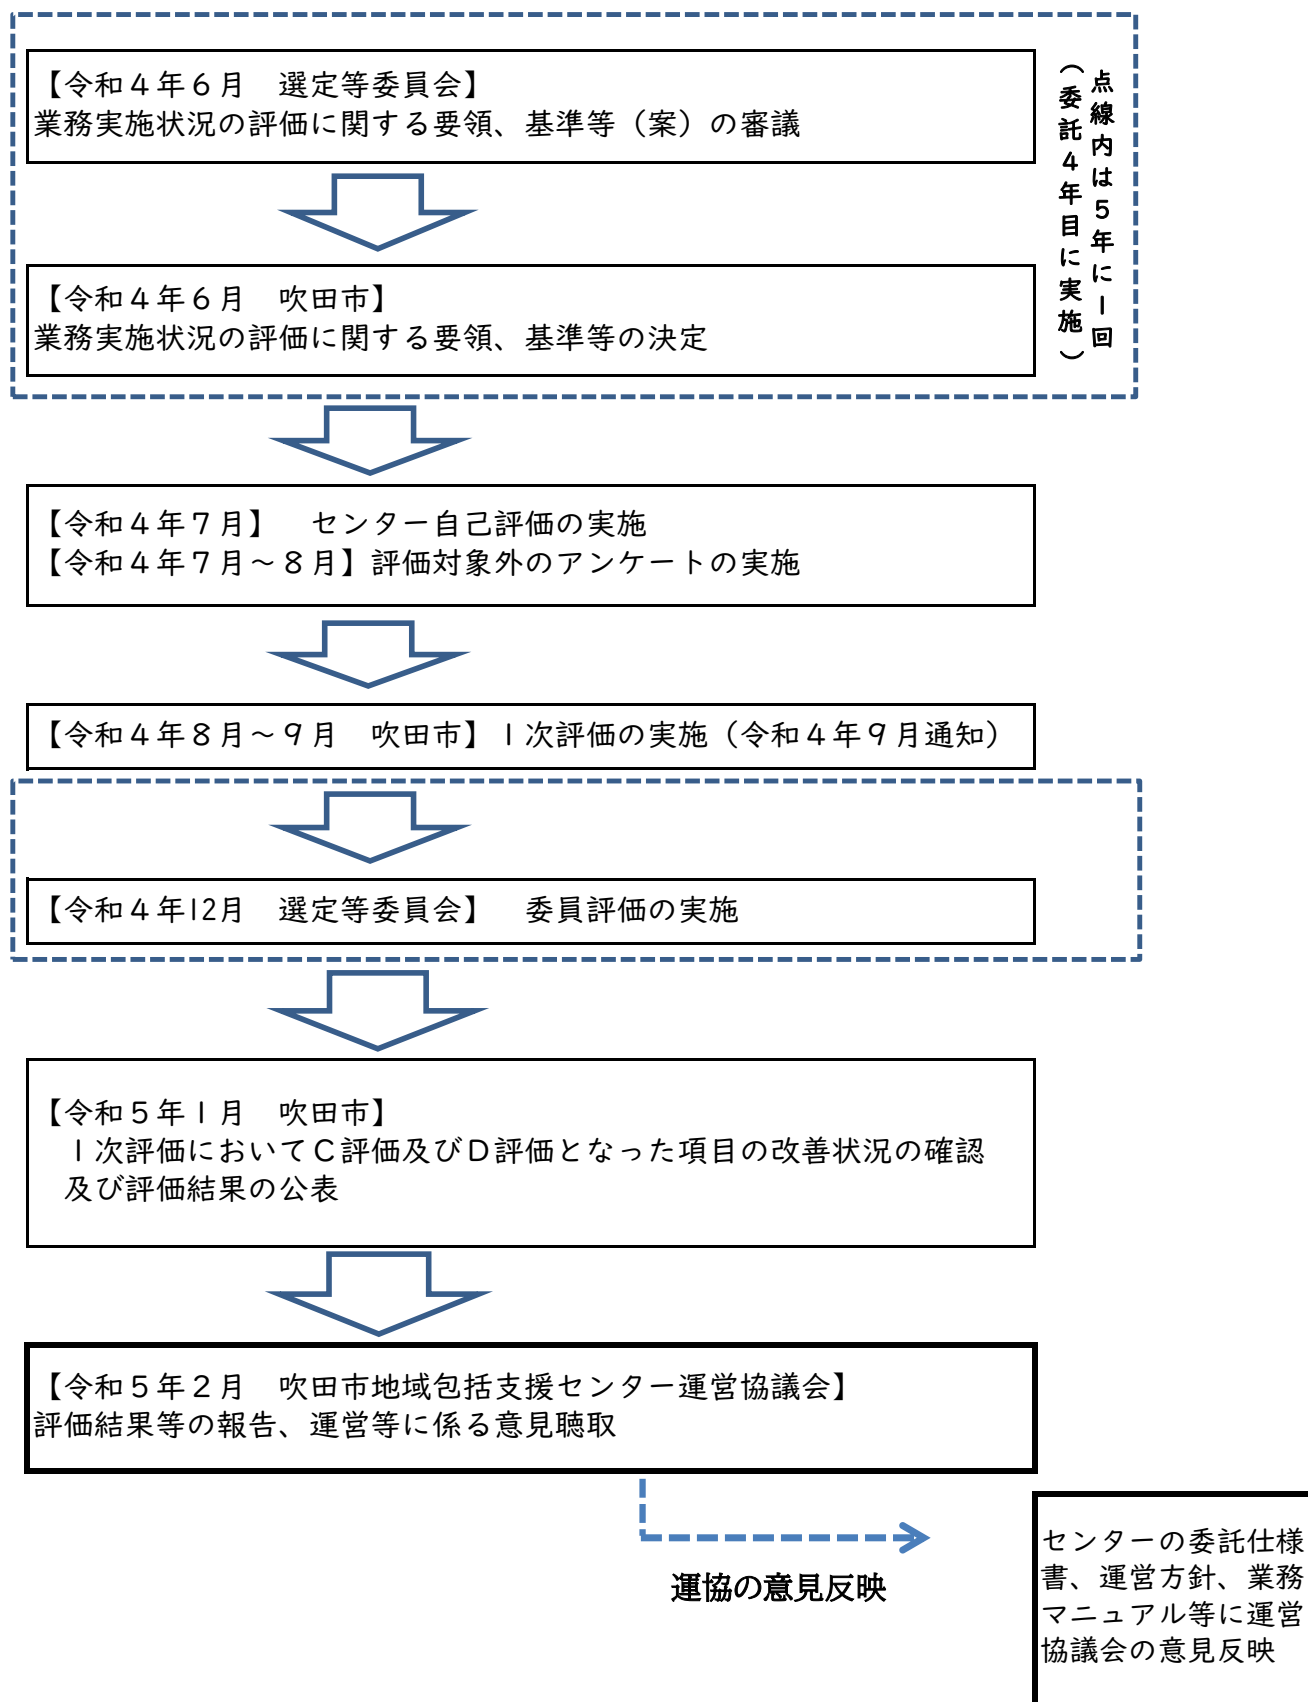 【令和４年６月　選定等委員会】
業務実施状況の評価に関する要領、基準等（案）の審議
点線内は５年に１回
（委託４年目に実施）
【令和４年６月　吹田市】
業務実施状況の評価に関する要領、基準等の決定
【令和４年７月】　センター自己評価の実施
【令和４年７月～８月】評価対象外のアンケートの実施
【令和４年８月～９月　吹田市】１次評価の実施（令和４年９月通知）
【令和４年12月　選定等委員会】　委員評価の実施
【令和５年１月　吹田市】
１次評価においてＣ評価及びＤ評価となった項目の改善状況の確認
及び評価結果の公表
【令和５年２月　吹田市地域包括支援センター運営協議会】
評価結果等の報告、運営等に係る意見聴取
運協の意見反映
センターの委託仕様
書、運営方針、業務
マニュアル等に運営
協議会の意見反映